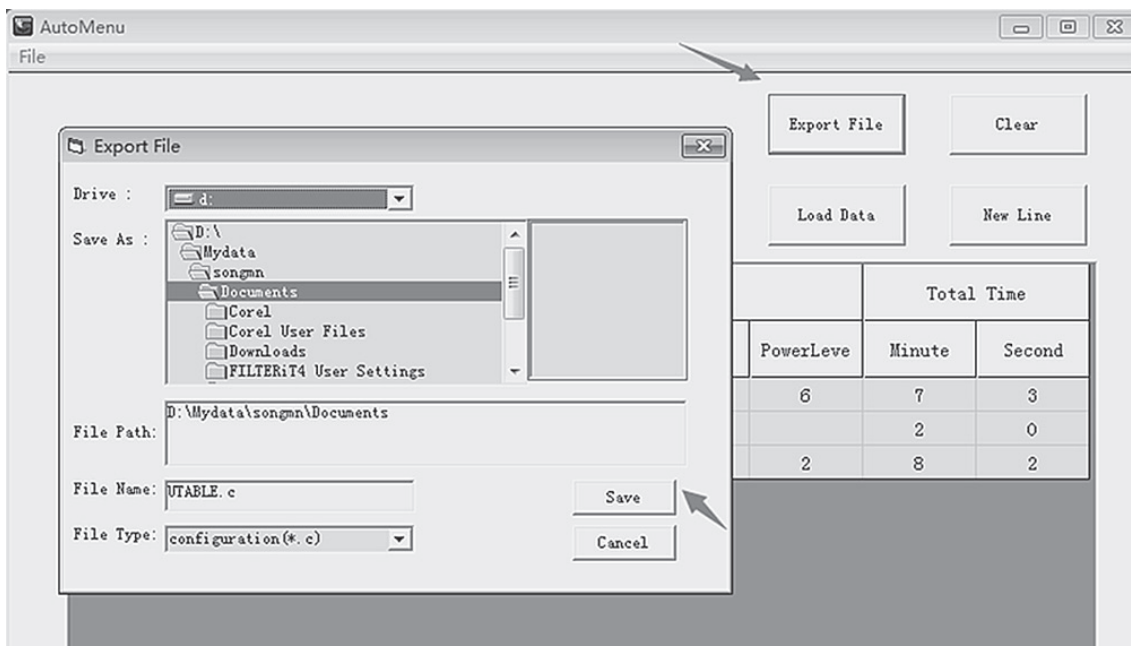 AutoMenu
File
Export File
Clear
Load Data
New Line
Export File
Drive :
d:
Save As :
D:\
Mydata
songmn
Documents
Corel
Corel User Files
Downloads
FILTERiT4 User Settings
File Path:
D:\Mydata\songmn\Documents
File Name:
UTABLE.c
Save
File Type:
configuration(*.c)
Cancel
Total Time
PowerLeve Minute Second
6 7 3
2 0
2 8 2